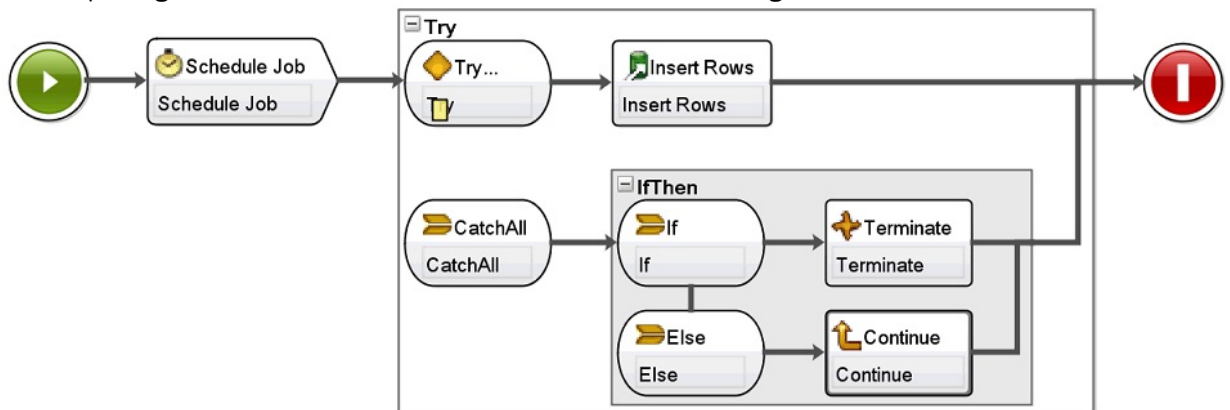 Try
Schedule Job
Schedule Job
Try...
Try
Insert Rows
Insert Rows
IfThen
CatchAll
CatchAll
If
If
Terminate
Terminate
Else
Else
Continue
Continue